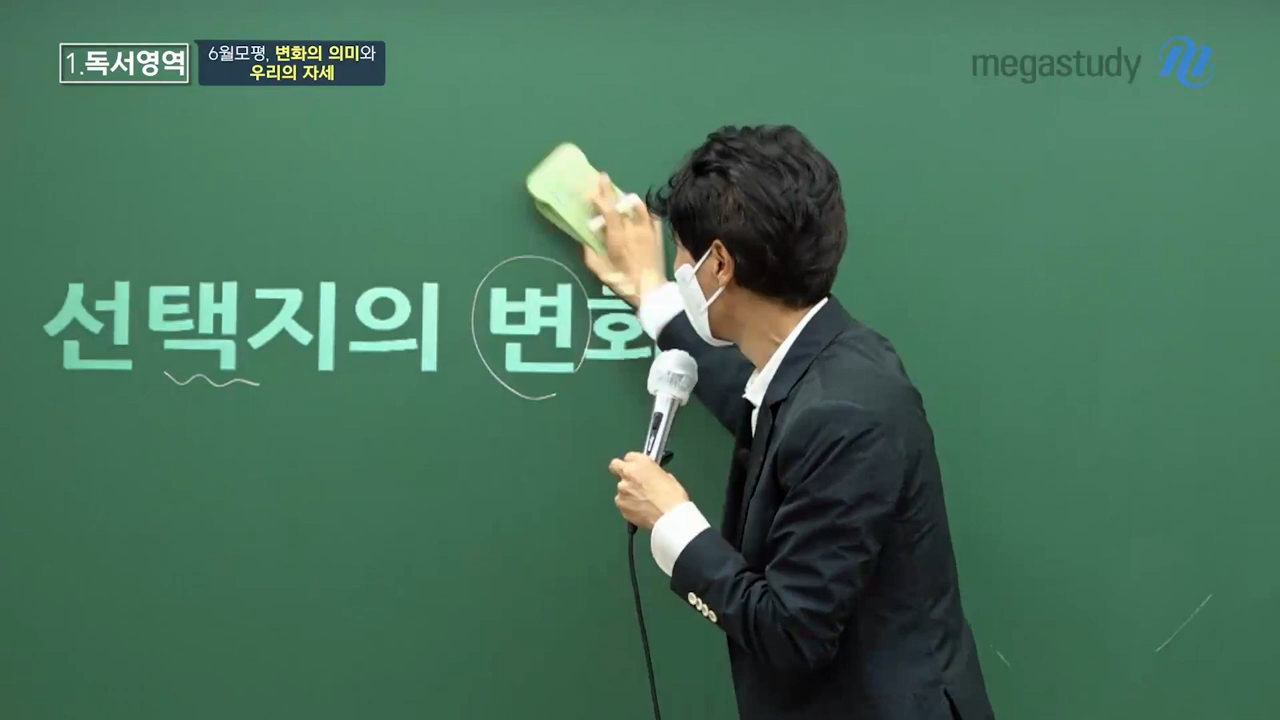 1.독서영역
6월모평, 변화의 의미와
우리의 자세
megastudy
선택지의 변화